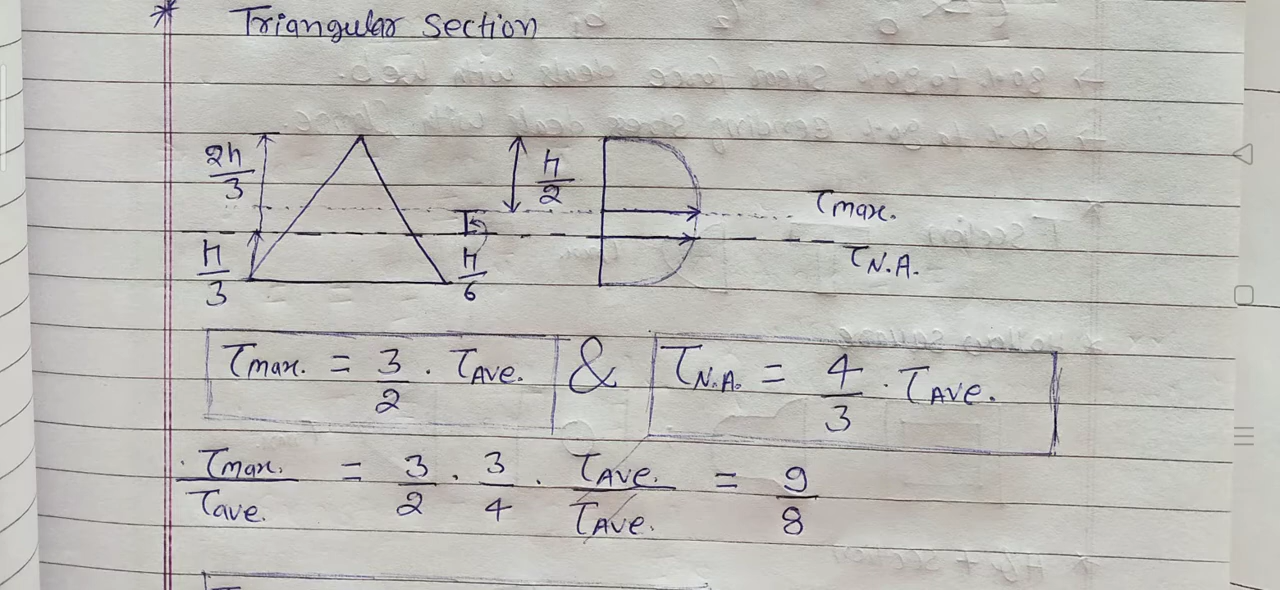 * Triangular Section
2h/3
h/2
τmax.
h/3
h/6
τN.A.
τmax. = 3/2 . τAve. & τN.A. = 4/3 . τAve.
τmax./τave. = 3/2 . 3/4 . τAve./τAve. = 9/8